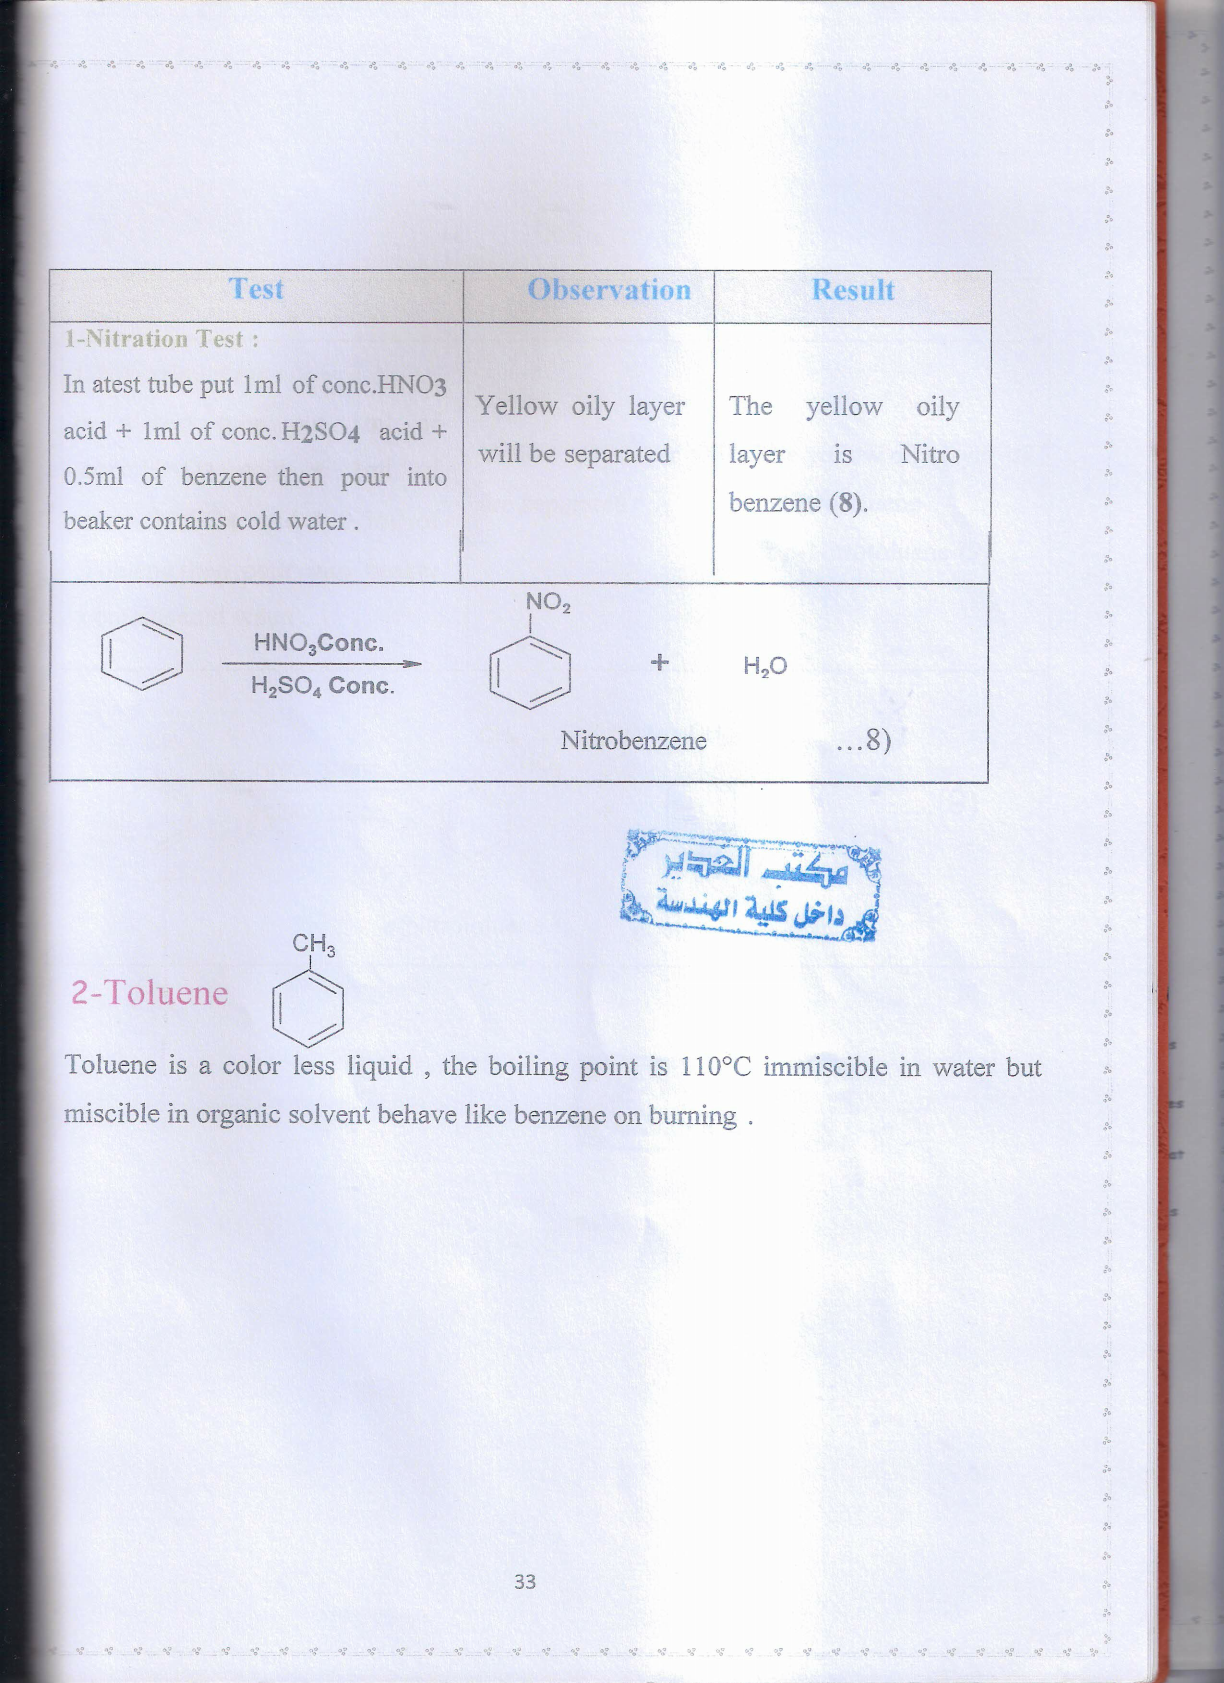 Test Observation Result
1-Nitration Test :
In atest tube put 1ml of conc.HNO3
acid + 1ml of conc. H2SO4 acid +
0.5ml of benzene then pour into
beaker contains cold water .
Yellow oily layer
will be separated
The yellow oily
layer is Nitro
benzene (8).
NO2
HNO3Conc.
H2SO4 Conc.
+ H2O
Nitrobenzene ...8)
مكتب الغدير
داخل كلية الهندسة
CH3
2-Toluene
Toluene is a color less liquid , the boiling point is 110°C immiscible in water but
miscible in organic solvent behave like benzene on burning .
33